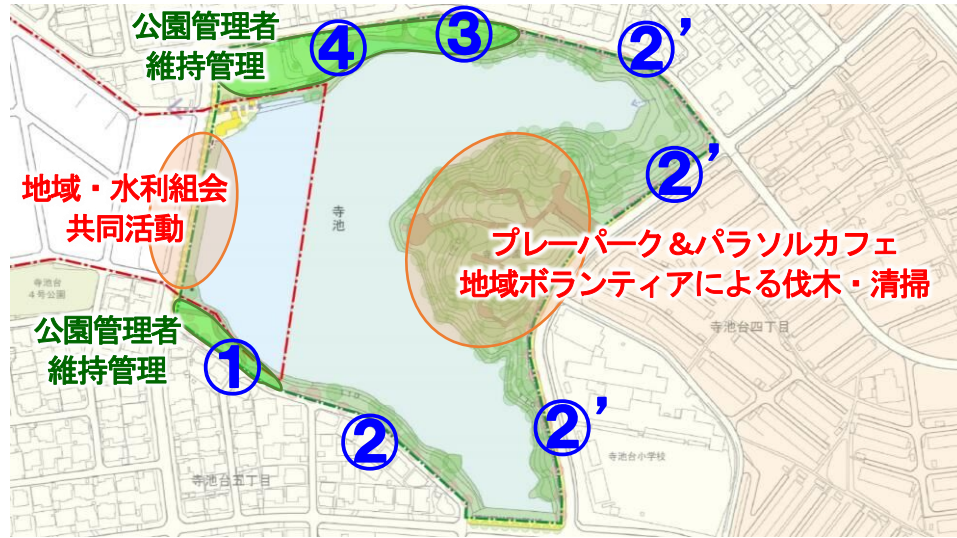 公園管理者
維持管理
④
③
②’
②’
地域・水利組会
共同活動
寺池
プレーパーク＆パラソルカフェ
地域ボランティアによる伐木・清掃
寺池台
4号公園
寺池台四丁目
公園管理者
維持管理
①
②
②’
寺池台小学校
寺池台五丁目